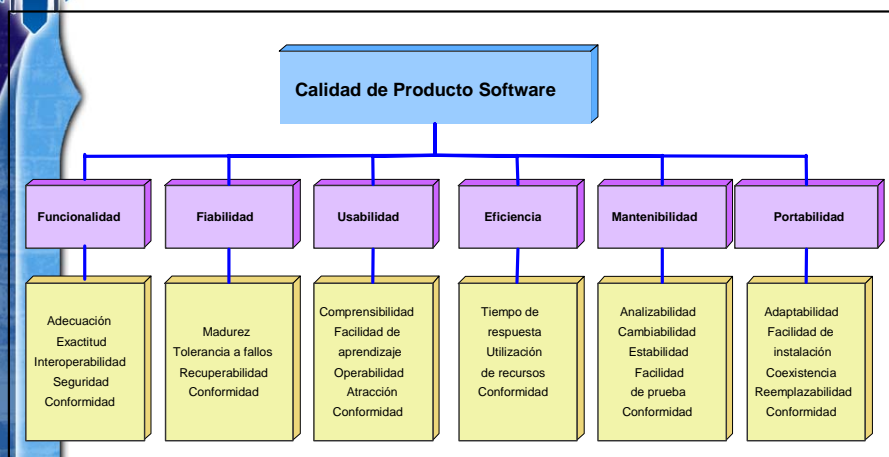 Calidad de Producto Software
Funcionalidad
Fiabilidad
Usabilidad
Eficiencia
Mantenibilidad
Portabilidad
Adecuación
Exactitud
Interoperabilidad
Seguridad
Conformidad
Madurez
Tolerancia a fallos
Recuperabilidad
Conformidad
Comprensibilidad
Facilidad de
aprendizaje
Operabilidad
Atracción
Conformidad
Tiempo de
respuesta
Utilización
de recursos
Conformidad
Analizabilidad
Cambiabilidad
Estabilidad
Facilidad
de prueba
Conformidad
Adaptabilidad
Facilidad de
instalación
Coexistencia
Reemplazabilidad
Conformidad